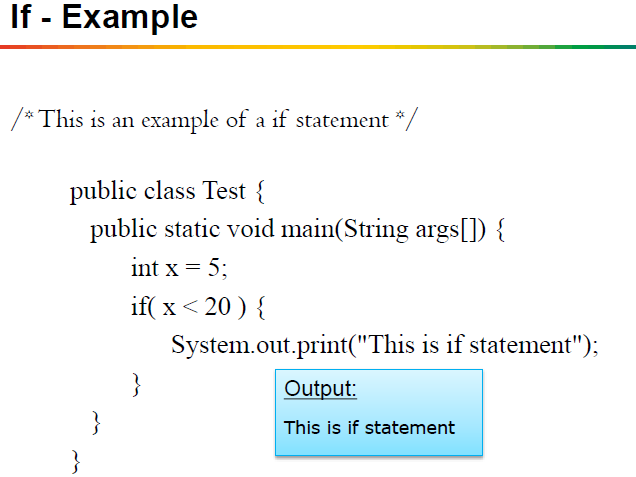 If - Example
/* This is an example of a if statement */
public class Test {
public static void main(String args[]) {
int x = 5;
if( x < 20 ) {
System.out.print("This is if statement");
}
Output:
This is if statement
}
}